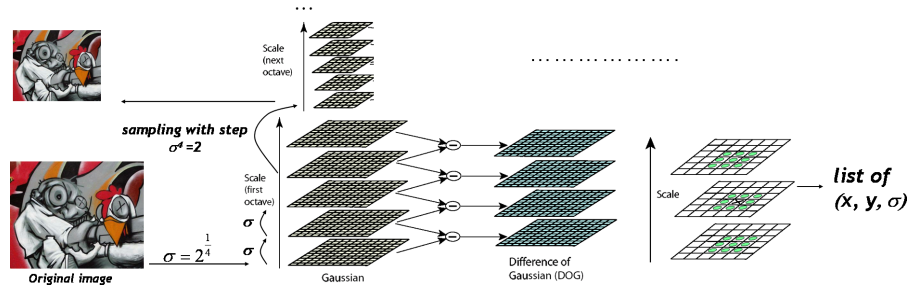 ...
Scale
(next
octave)
sampling with step
σ⁴ =2
Scale
(first
octave)
σ
σ
σ = 2^(1/4)
Original image
Gaussian
Difference of
Gaussian (DOG)
Scale
list of
(x, y, σ)